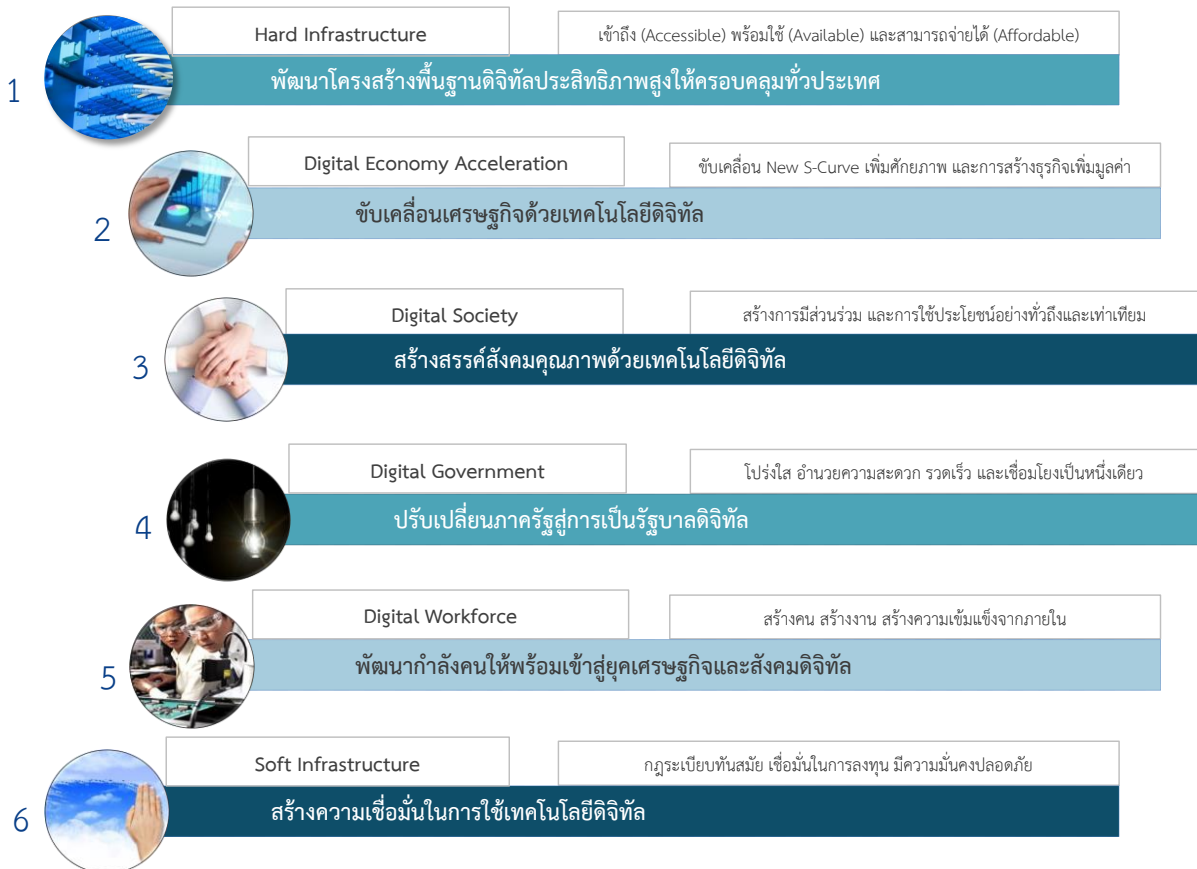 Hard Infrastructure
เข้าถึง (Accessible) พร้อมใช้ (Available) และสามารถจ่ายได้ (Affordable)
1
พัฒนาโครงสร้างพื้นฐานดิจิทัลประสิทธิภาพสูงให้ครอบคลุมทั่วประเทศ
Digital Economy Acceleration
ขับเคลื่อน New S-Curve เพิ่มศักยภาพ และการสร้างธุรกิจเพิ่มมูลค่า
2
ขับเคลื่อนเศรษฐกิจด้วยเทคโนโลยีดิจิทัล
Digital Society
สร้างการมีส่วนร่วม และการใช้ประโยชน์อย่างทั่วถึงและเท่าเทียม
3
สร้างสรรค์สังคมคุณภาพด้วยเทคโนโลยีดิจิทัล
Digital Government
โปร่งใส อำนวยความสะดวก รวดเร็ว และเชื่อมโยงเป็นหนึ่งเดียว
4
ปรับเปลี่ยนภาครัฐสู่การเป็นรัฐบาลดิจิทัล
Digital Workforce
สร้างคน สร้างงาน สร้างความเข้มแข็งจากภายใน
5
พัฒนากำลังคนให้พร้อมเข้าสู่ยุคเศรษฐกิจและสังคมดิจิทัล
Soft Infrastructure
กฎระเบียบทันสมัย เชื่อมั่นในการลงทุน มีความมั่นคงปลอดภัย
6
สร้างความเชื่อมั่นในการใช้เทคโนโลยีดิจิทัล